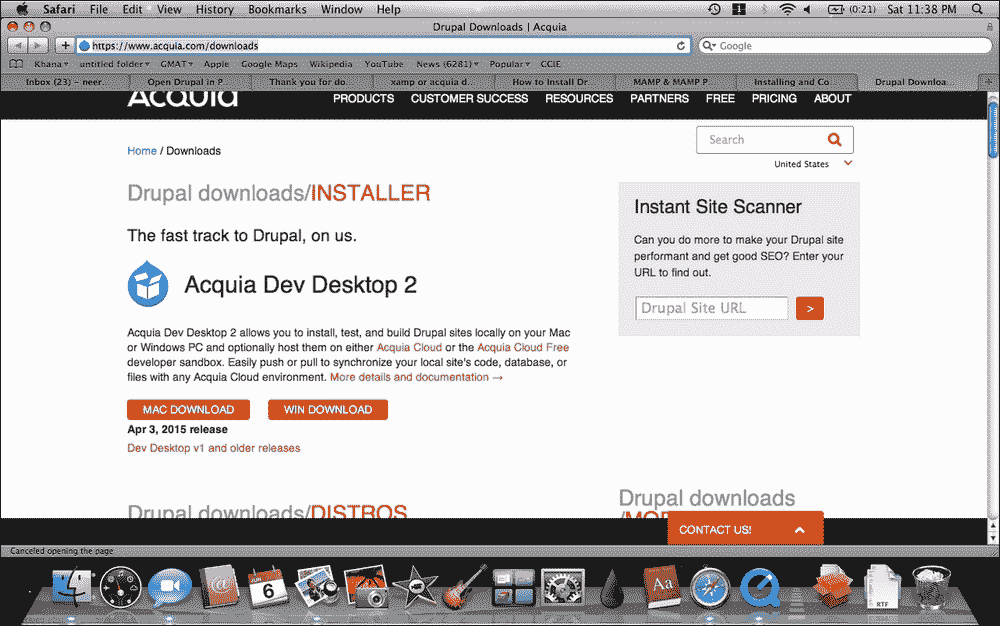 Safari File Edit View History Bookmarks Window Help (0:21) Sat 11:38 PM
Drupal Downloads | Acquia
https://www.acquia.com/downloads Google
Khana untitled folder GMAT Apple Google Maps Wikipedia YouTube News (6281) Popular CCIE
Inbox (23) – neer... Open Drupal in P... Thank you for do... xamp or acquia d... How to Install Dr... MAMP & MAMP P... Installing and Co... Drupal Downloa...
ACQUIA
PRODUCTS CUSTOMER SUCCESS RESOURCES PARTNERS FREE PRICING ABOUT
Home / Downloads
Search
United States
Drupal downloads/INSTALLER
The fast track to Drupal, on us.
Acquia Dev Desktop 2
Acquia Dev Desktop 2 allows you to install, test, and build Drupal sites locally on your Mac
or Windows PC and optionally host them on either Acquia Cloud or the Acquia Cloud Free
developer sandbox. Easily push or pull to synchronize your local site's code, database, or
files with any Acquia Cloud environment. More details and documentation →
MAC DOWNLOAD WIN DOWNLOAD
Apr 3, 2015 release
Dev Desktop v1 and older releases
Instant Site Scanner
Can you do more to make your Drupal site
performant and get good SEO? Enter your
URL to find out.
Drupal Site URL >
Drupal downloads/DISTROS
Drupal downloads
CONTACT US!
Canceled opening the page
JUN
6
Aa
RTF